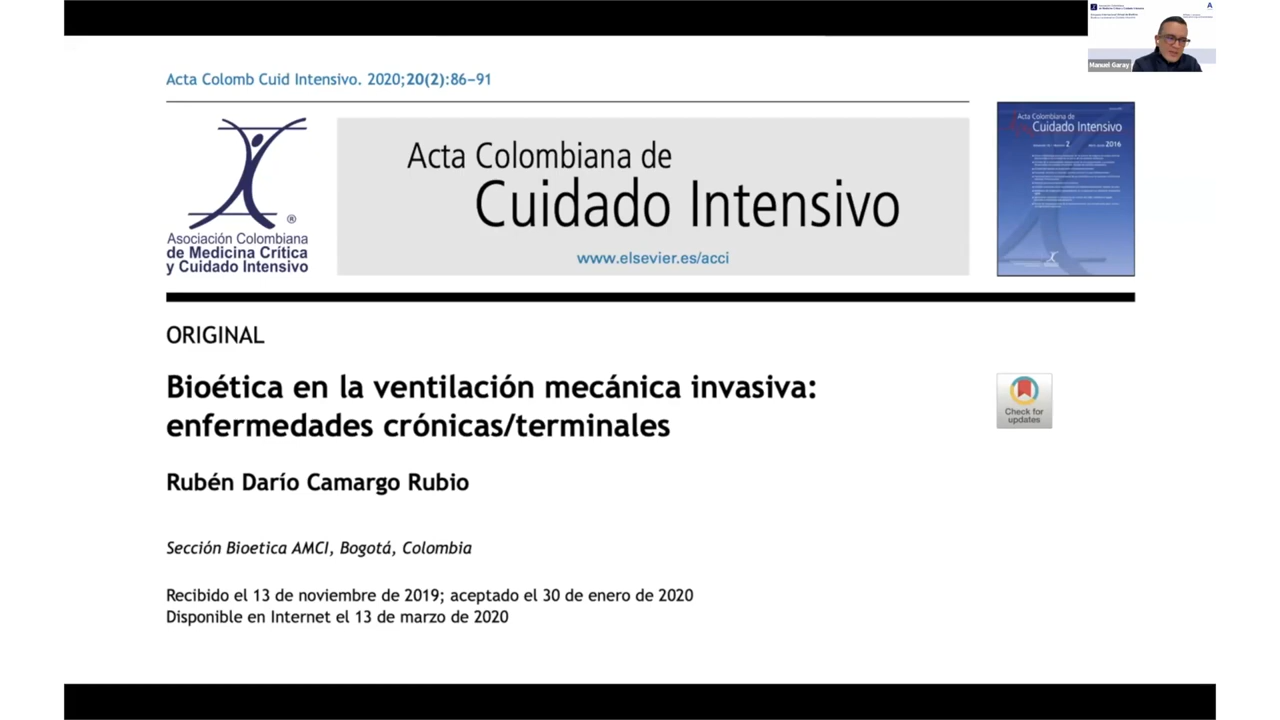 Acta Colomb Cuid Intensivo. 2020;20(2):86–91
Asociación Colombiana
de Medicina Crítica
y Cuidado Intensivo
®
Acta Colombiana de
Cuidado Intensivo
www.elsevier.es/acci
Acta Colombiana de
Cuidado Intensivo
2
2016
ORIGINAL
Bioética en la ventilación mecánica invasiva:
enfermedades crónicas/terminales
Check for
updates
Rubén Darío Camargo Rubio
Sección Bioetica AMCI, Bogotá, Colombia
Recibido el 13 de noviembre de 2019; aceptado el 30 de enero de 2020
Disponible en Internet el 13 de marzo de 2020
Manuel Garay